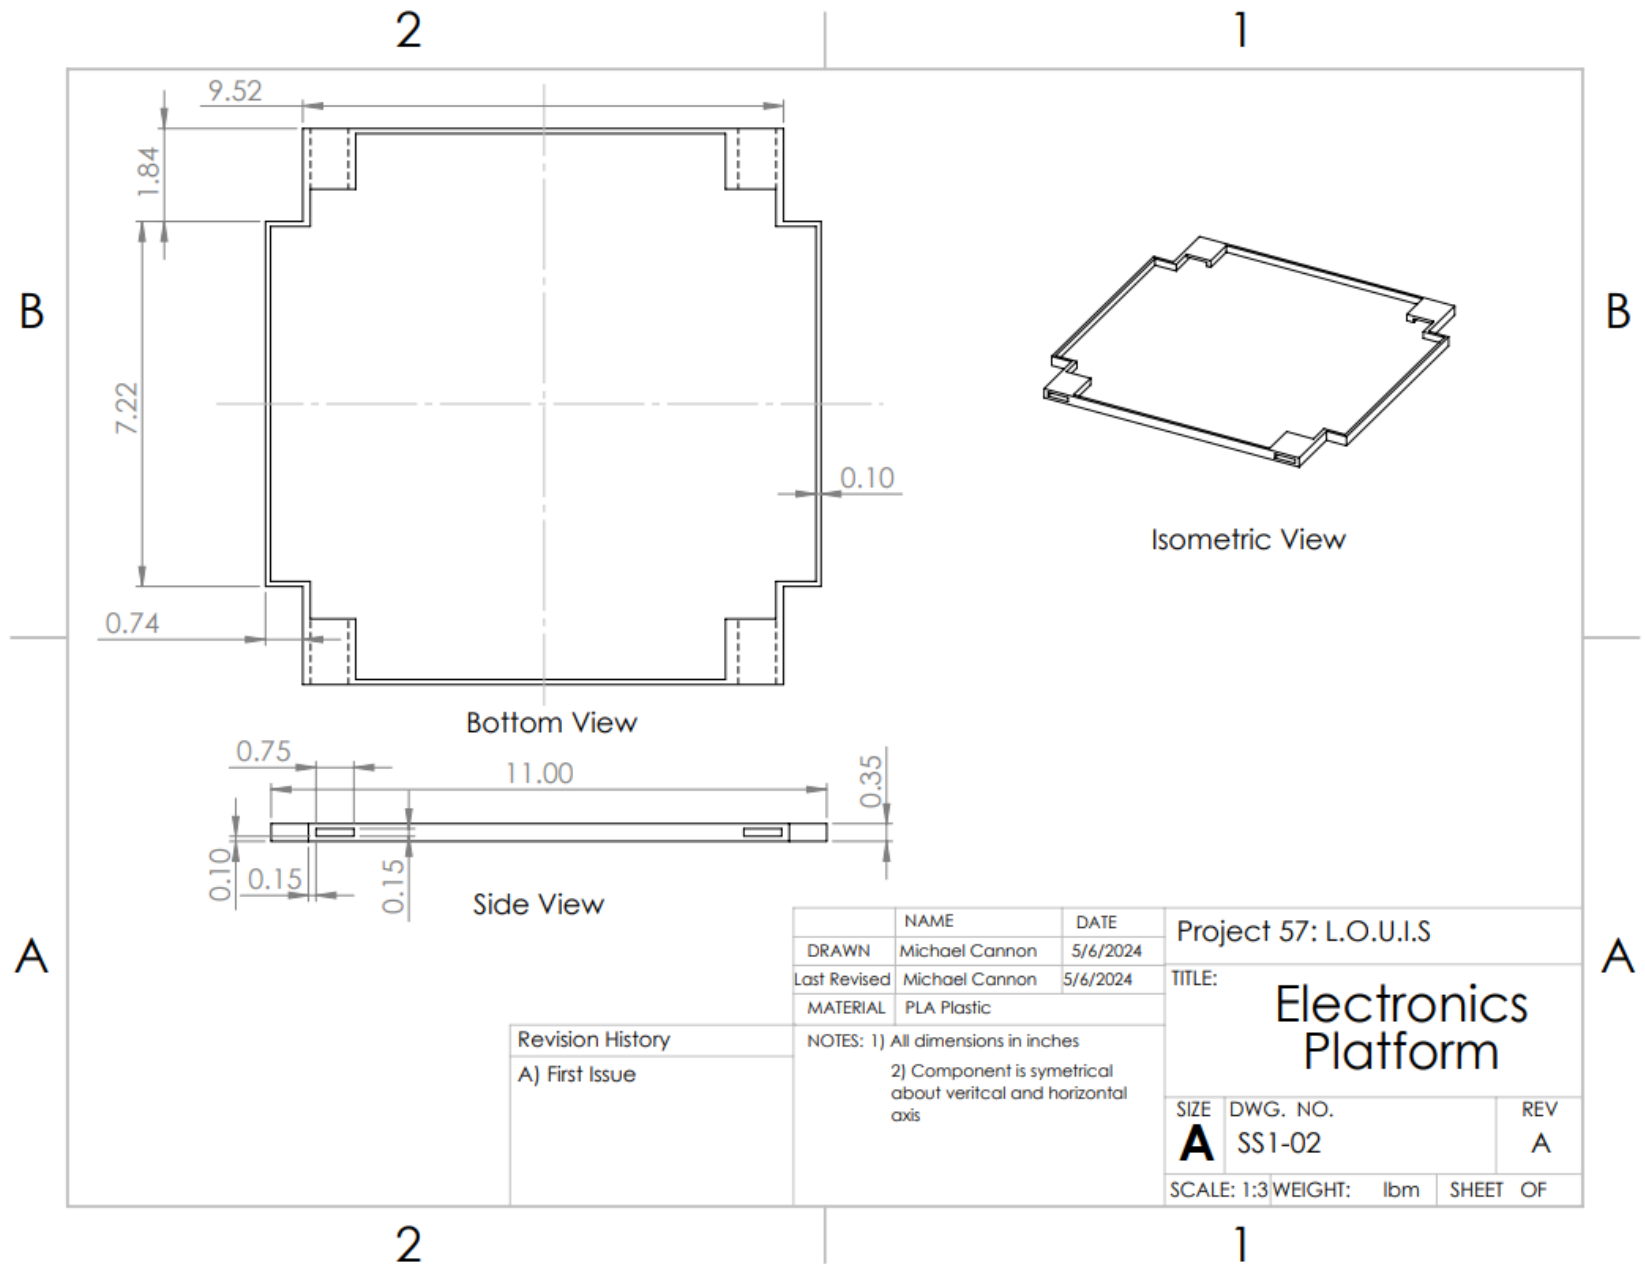 2
1
9.52
1.84
B
B
7.22
0.10
Isometric View
0.74
Bottom View
0.75
11.00
0.35
0.10
0.15
0.15
Side View
A
A
NAME
DATE
DRAWN
Michael Cannon
5/6/2024
Last Revised
Michael Cannon
5/6/2024
MATERIAL
PLA Plastic
Project 57: L.O.U.I.S
TITLE:
Electronics
Platform
Revision History
A) First Issue
NOTES: 1) All dimensions in inches
2) Component is symetrical
about veritcal and horizontal
axis
SIZE
A
DWG. NO.
SS1-02
REV
A
SCALE: 1:3
WEIGHT:
lbm
SHEET OF
2
1